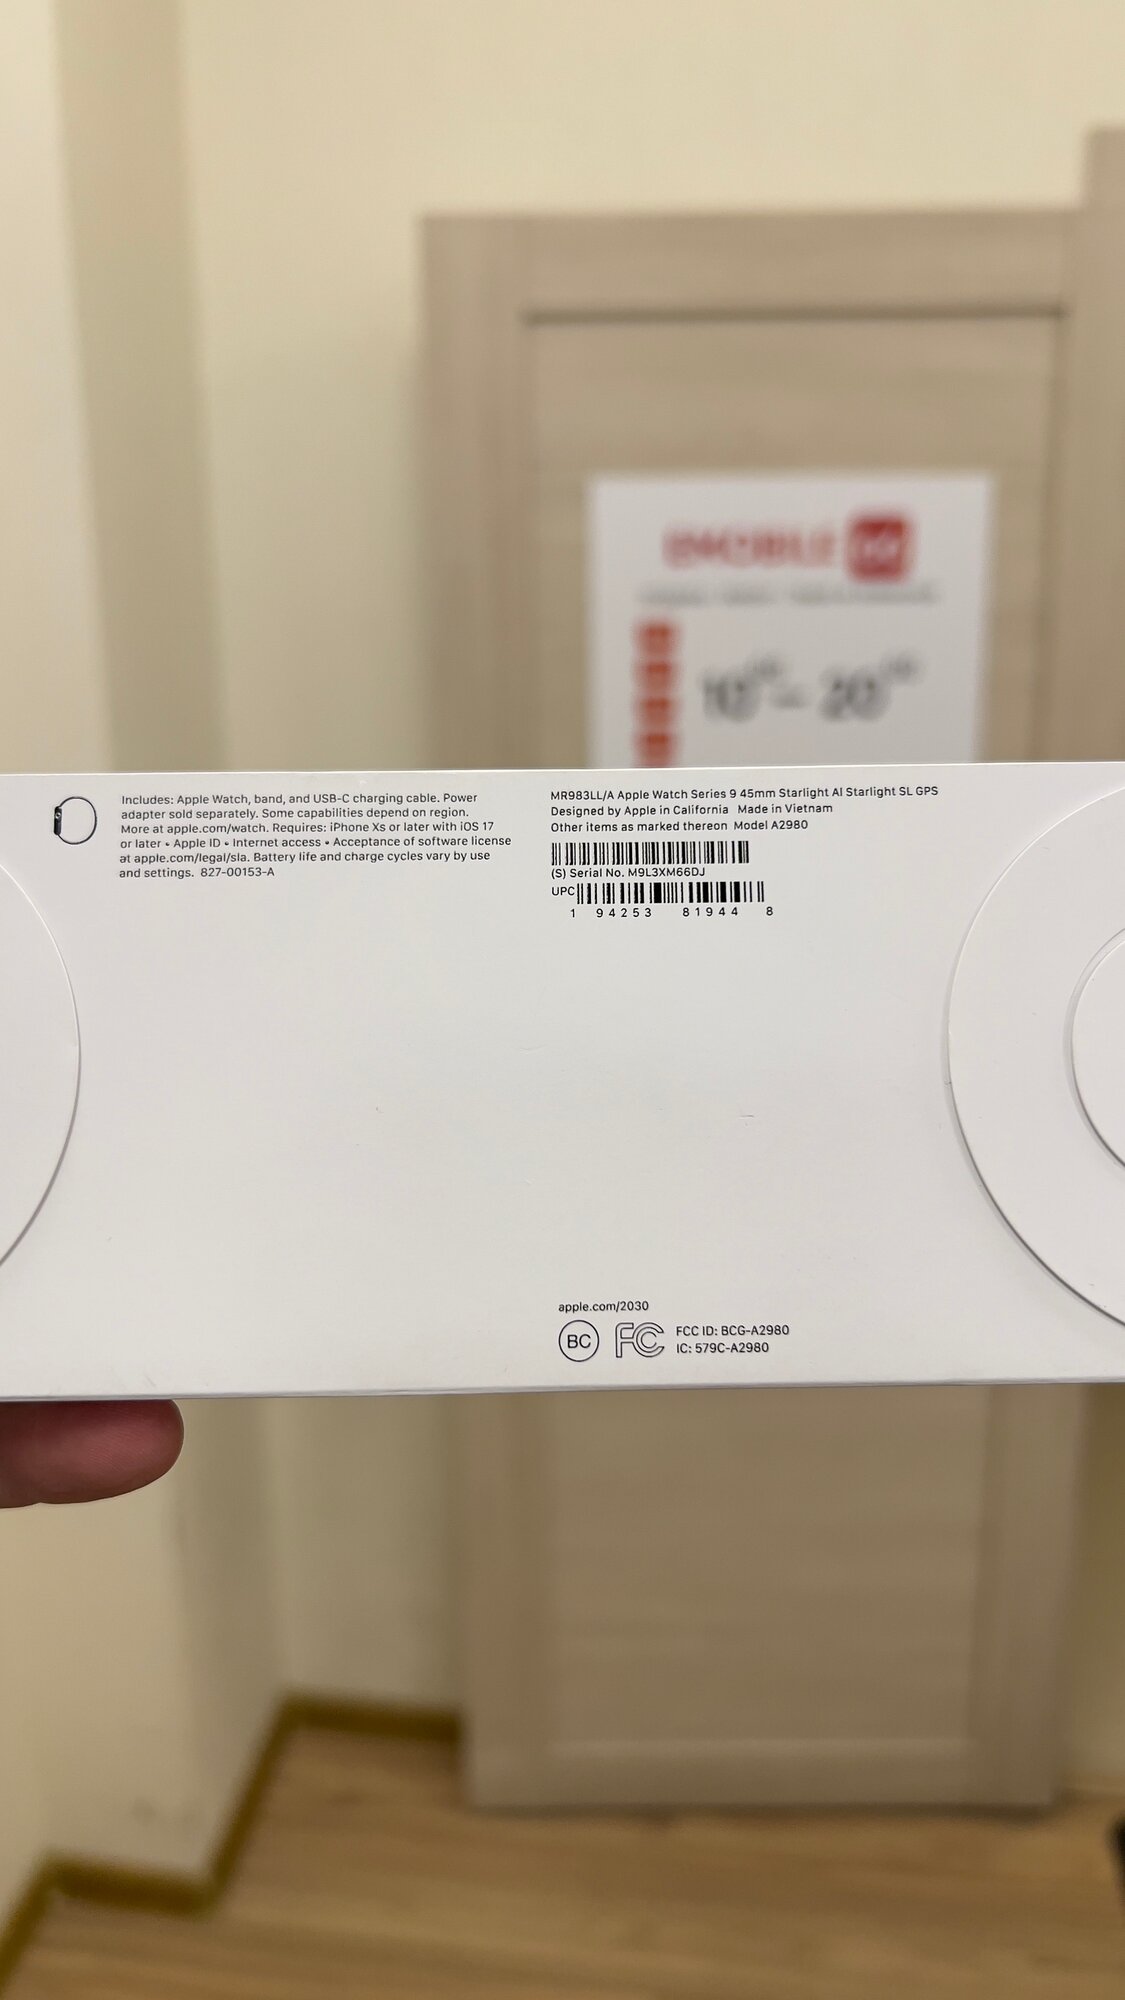 10⁰⁰ – 20⁰⁰
Includes: Apple Watch, band, and USB-C charging cable. Power
adapter sold separately. Some capabilities depend on region.
More at apple.com/watch. Requires: iPhone Xs or later with iOS 17
or later • Apple ID • Internet access • Acceptance of software license
at apple.com/legal/sla. Battery life and charge cycles vary by use
and settings. 827-00153-A
MR983LL/A Apple Watch Series 9 45mm Starlight Al Starlight SL GPS
Designed by Apple in California Made in Vietnam
Other items as marked thereon Model A2980
(S) Serial No. M9L3XM66DJ
UPC
1 94253 81944 8
apple.com/2030
BC FC FCC ID: BCG-A2980
IC: 579C-A2980